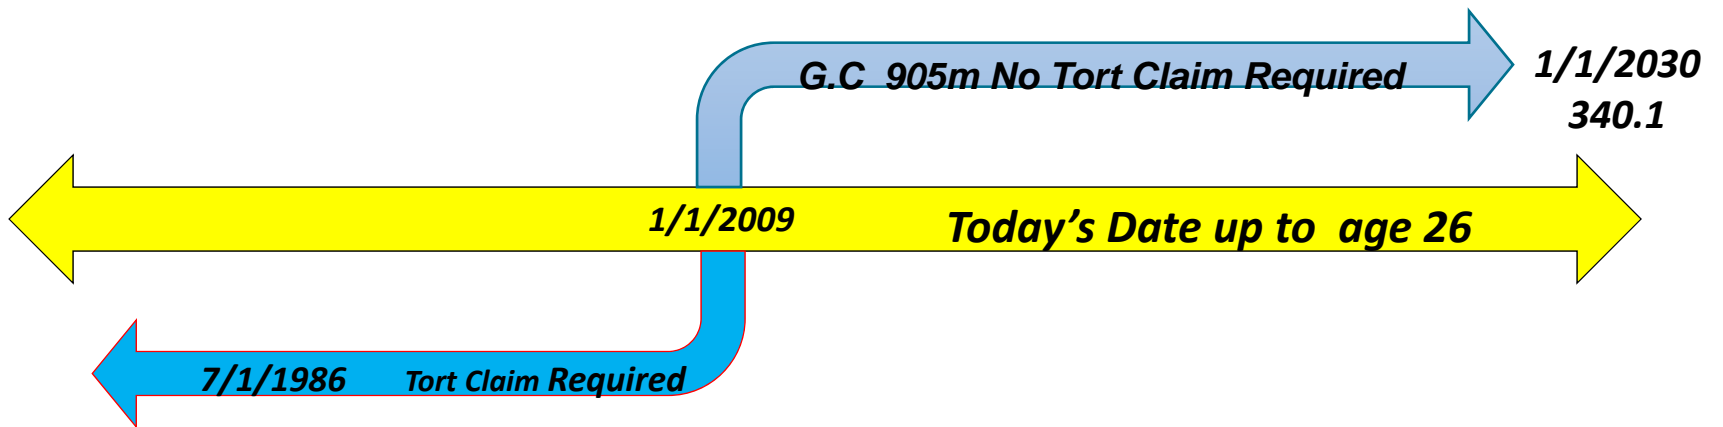 G.C 905m No Tort Claim Required
1/1/2030
340.1
1/1/2009
Today's Date up to age 26
7/1/1986 Tort Claim Required